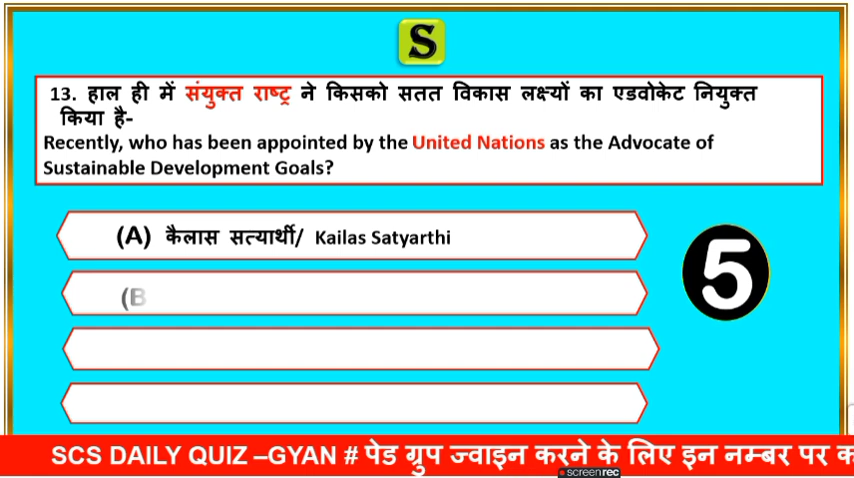 S
13. हाल ही में संयुक्त राष्ट्र ने किसको सतत विकास लक्ष्यों का एडवोकेट नियुक्त
किया है-
Recently, who has been appointed by the United Nations as the Advocate of
Sustainable Development Goals?
(A) कैलास सत्यार्थी/ Kailas Satyarthi
5
(B
SCS DAILY QUIZ –GYAN # पेड ग्रुप ज्वाइन करने के लिए इन नम्बर पर क
screenrec